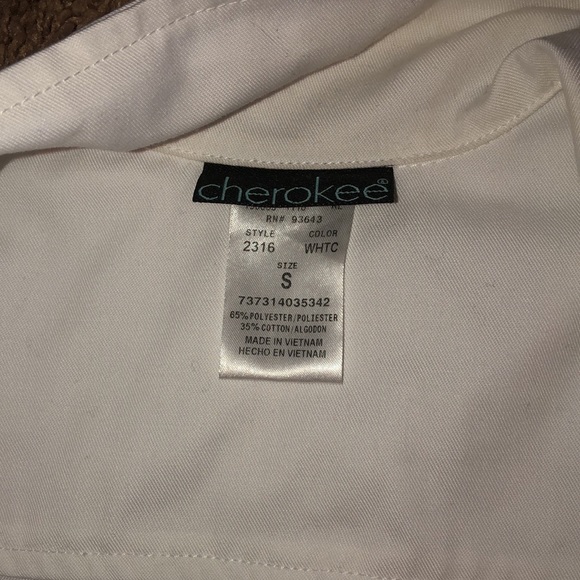 cherokee®
RN# 93643
STYLE COLOR
2316 WHTC
SIZE
S
737314035342
65% POLYESTER/POLIESTER
35% COTTON/ALGODON
MADE IN VIETNAM
HECHO EN VIETNAM